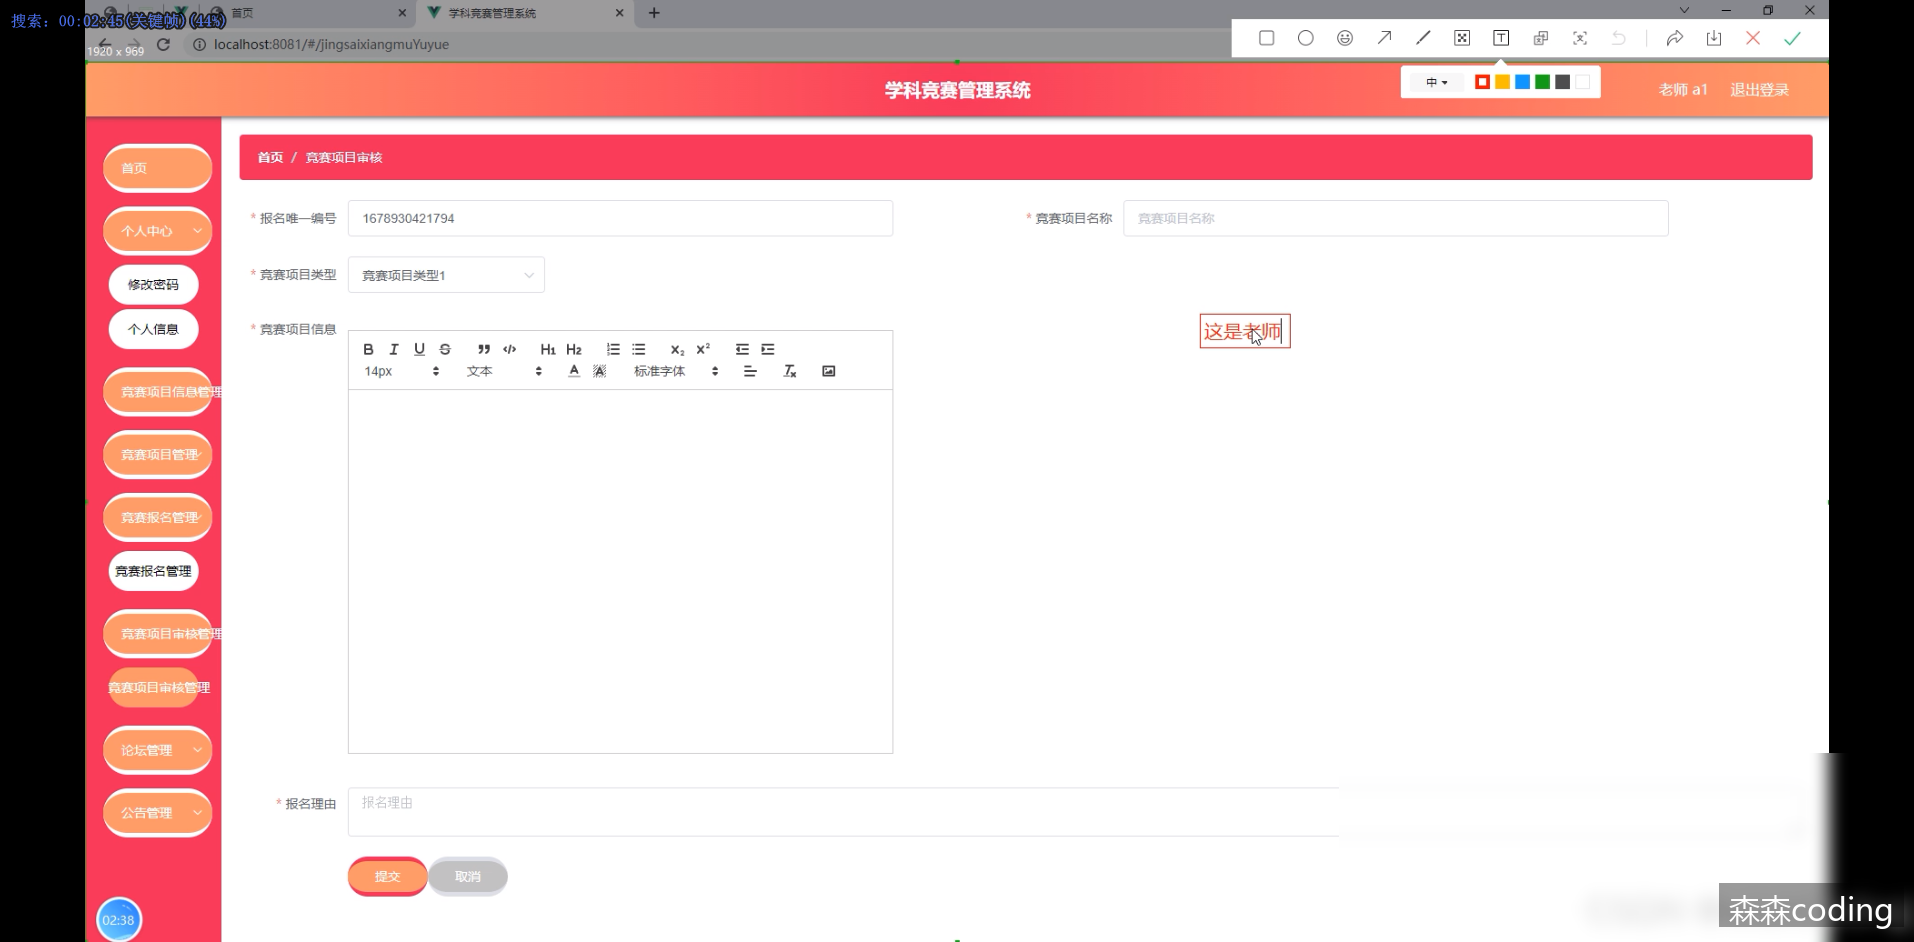 搜索: 00:02:45(关键帧)(44%)
首页
学科竞赛管理系统
1920 x 969
localhost:8081/#/jingsaixiangmuYuyue
学科竞赛管理系统
中
老师 a1
退出登录
首页
个人中心
修改密码
个人信息
竞赛项目信息管理
竞赛项目管理
竞赛报名管理
竞赛报名管理
竞赛项目审核管理
竞赛项目审核管理
论坛管理
公告管理
02:38
首页 / 竞赛项目审核
* 报名唯一编号
1678930421794
* 竞赛项目名称
竞赛项目名称
* 竞赛项目类型
竞赛项目类型1
* 竞赛项目信息
这是老师
14px
文本
标准字体
* 报名理由
报名理由
提交
取消
森森coding